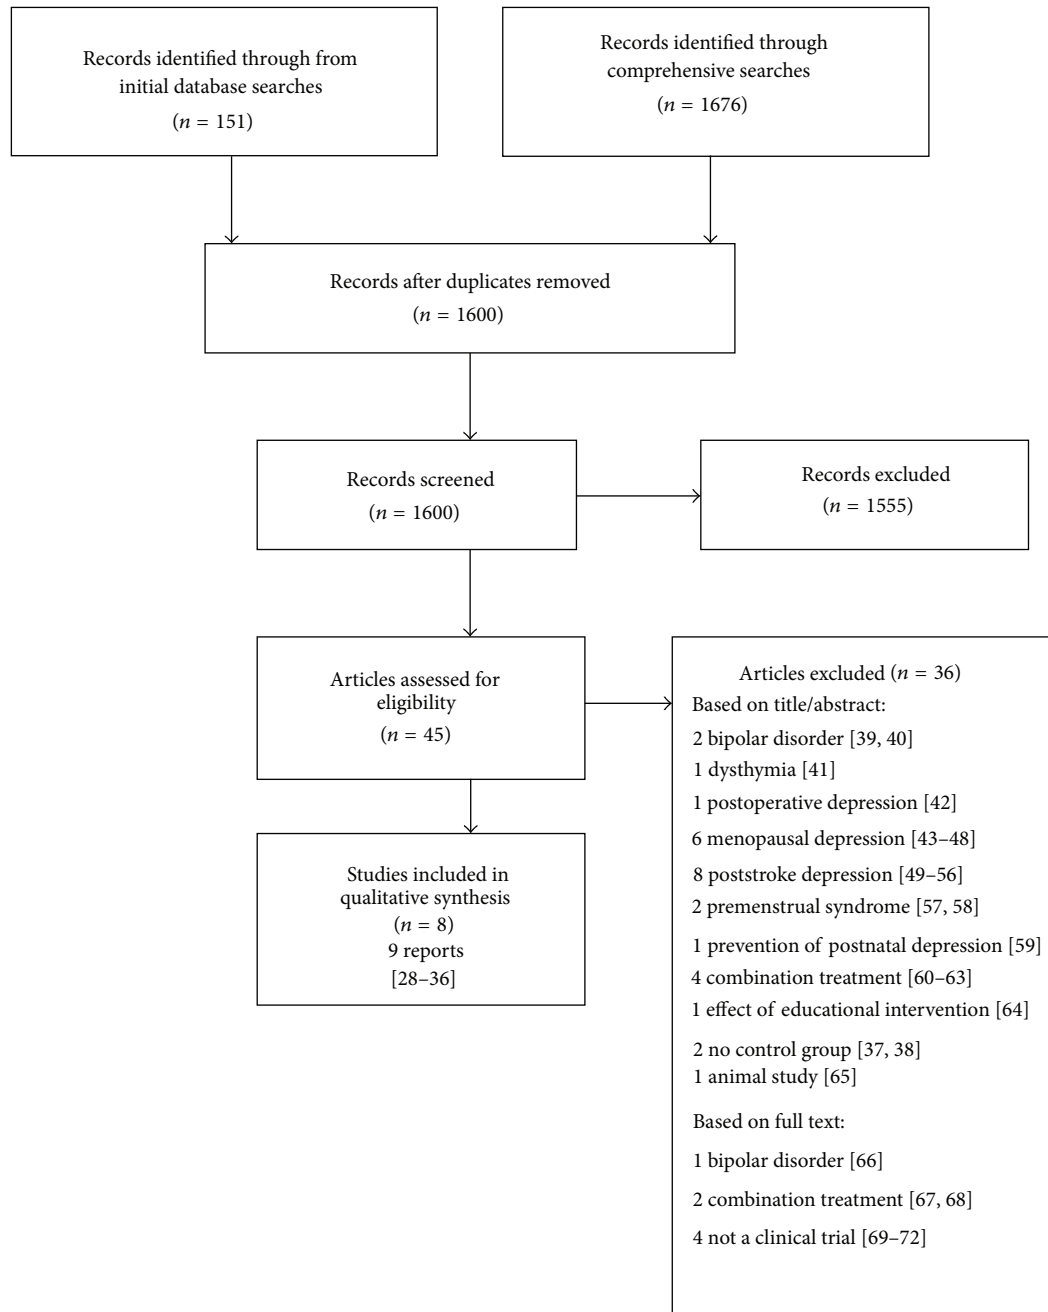 Records identified through from
initial database searches
(n = 151)
Records identified through
comprehensive searches
(n = 1676)
Records after duplicates removed
(n = 1600)
Records screened
(n = 1600)
Records excluded
(n = 1555)
Articles assessed for
eligibility
(n = 45)
Articles excluded (n = 36)
Based on title/abstract:
2 bipolar disorder [39, 40]
1 dysthymia [41]
1 postoperative depression [42]
6 menopausal depression [43–48]
8 poststroke depression [49–56]
2 premenstrual syndrome [57, 58]
1 prevention of postnatal depression [59]
4 combination treatment [60–63]
1 effect of educational intervention [64]
2 no control group [37, 38]
1 animal study [65]
Based on full text:
1 bipolar disorder [66]
2 combination treatment [67, 68]
4 not a clinical trial [69–72]
Studies included in
qualitative synthesis
(n = 8)
9 reports
[28–36]